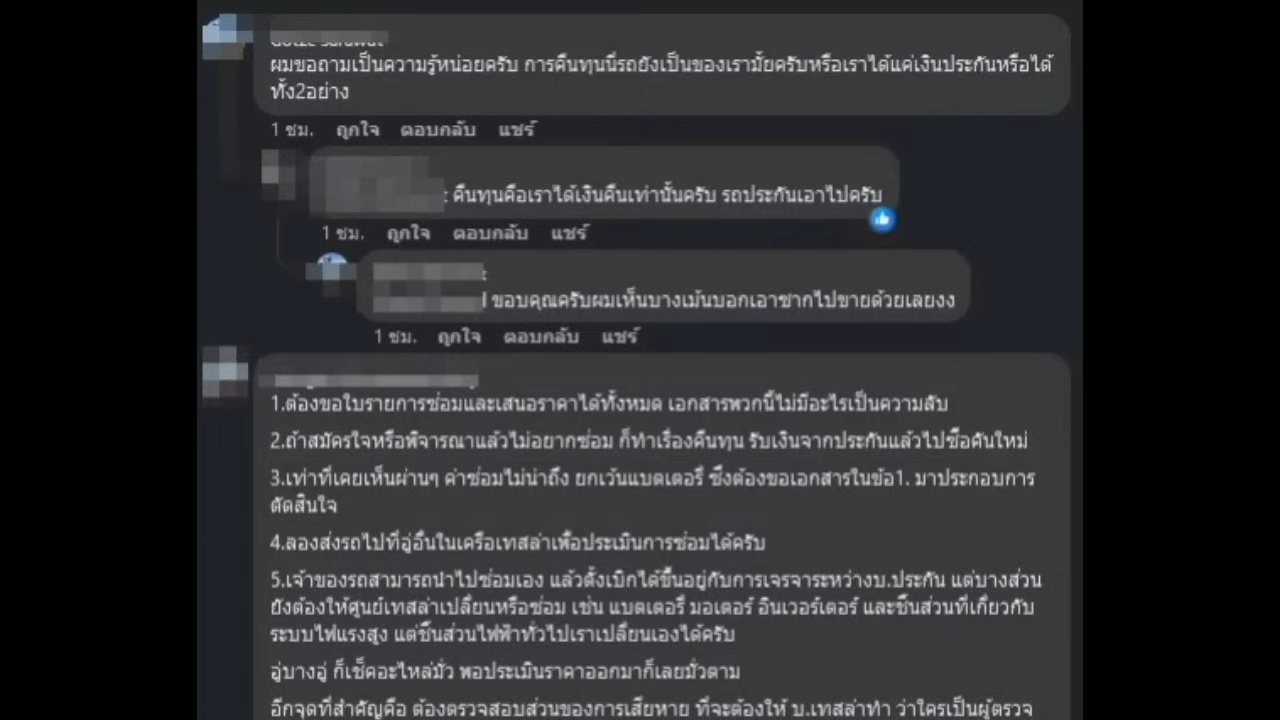 ผมขอถามเป็นความรู้หน่อยครับ การคืนทุนนี่รถยังเป็นของเรามั้ยครับหรือเราได้แค่เงินประกันหรือได้
ทั้ง2อย่าง
1 ชม. ถูกใจ ตอบกลับ แชร์
คืนทุนคือเราได้เงินคืนเท่านั้นครับ รถประกันเอาไปครับ
1 ชม. ถูกใจ ตอบกลับ แชร์
ขอบคุณครับผมเห็นบางเม้นบอกเอาซากไปขายด้วยเลยงง
1 ชม. ถูกใจ ตอบกลับ แชร์
1.ต้องขอใบรายการซ่อมและเสนอราคาได้ทั้งหมด เอกสารพวกนี้ไม่มีอะไรเป็นความลับ
2.ถ้าสมัครใจหรือพิจารณาแล้วไม่อยากซ่อม ก็ทำเรื่องคืนทุน รับเงินจากประกันแล้วไปซื้อคันใหม่
3.เท่าที่เคยเห็นผ่านๆ ค่าซ่อมไม่น่าถึง ยกเว้นแบตเตอรี่ ซึ่งต้องขอเอกสารในข้อ1. มาประกอบการ
ตัดสินใจ
4.ลองส่งรถไปที่อู่อื่นในเครือเทสล่าเพื่อประเมินการซ่อมได้ครับ
5.เจ้าของรถสามารถนำไปซ่อมเอง แล้วตั้งเบิกได้ขึ้นอยู่กับการเจรจาระหว่างบ.ประกัน แต่บางส่วน
ยังต้องให้ศูนย์เทสล่าเปลี่ยนหรือซ่อม เช่น แบตเตอรี่ มอเตอร์ อินเวอร์เตอร์ และชิ้นส่วนที่เกี่ยวกับ
ระบบไฟแรงสูง แต่ชิ้นส่วนไฟฟ้าทั่วไปเราเปลี่ยนเองได้ครับ
อู่บางอู่ ก็เช็คอะไหล่มั่ว พอประเมินราคาออกมาก็เลยมั่วตาม
อีกจุดที่สำคัญคือ ต้องตรวจสอบส่วนของการเสียหาย ที่จะต้องให้ บ.เทสล่าทำ ว่าใครเป็นผู้ตรวจ